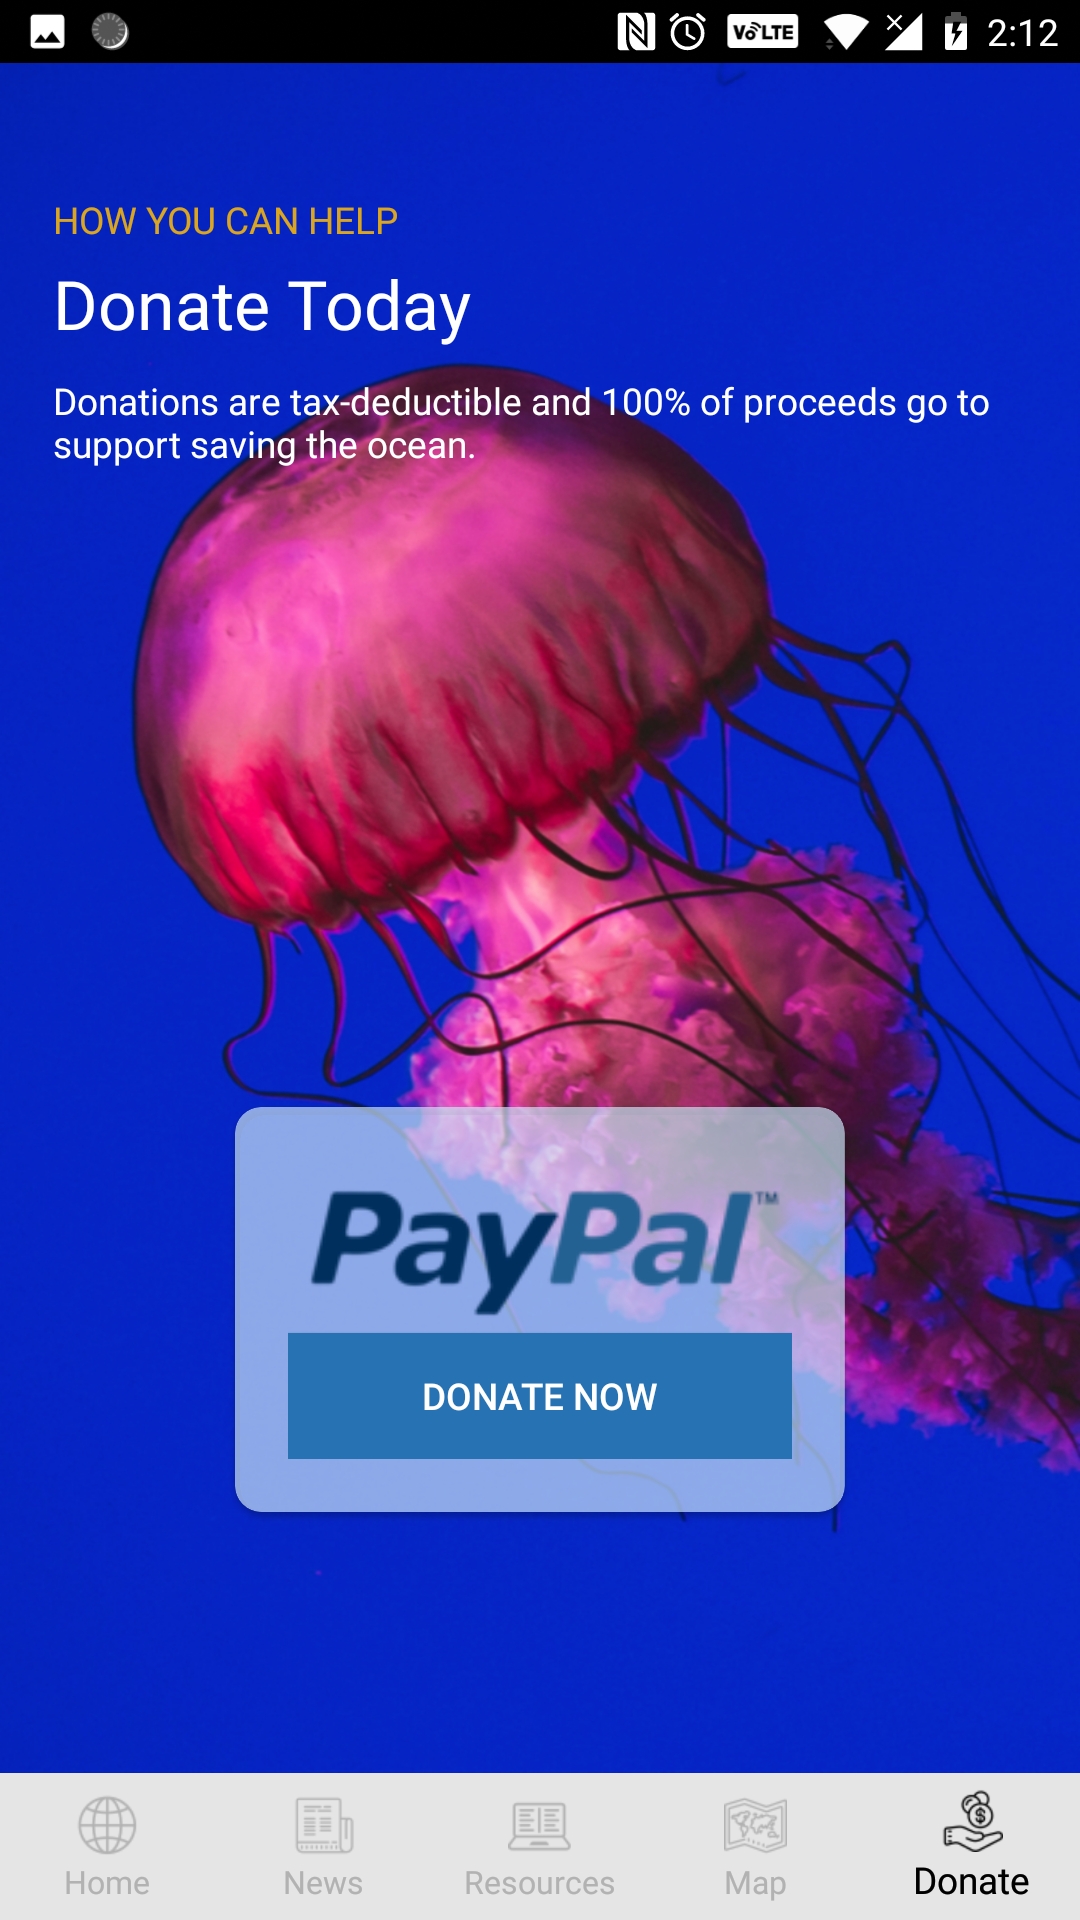 VoLTE 2:12
HOW YOU CAN HELP
Donate Today
Donations are tax-deductible and 100% of proceeds go to
support saving the ocean.
PayPal™
DONATE NOW
Home News Resources Map Donate